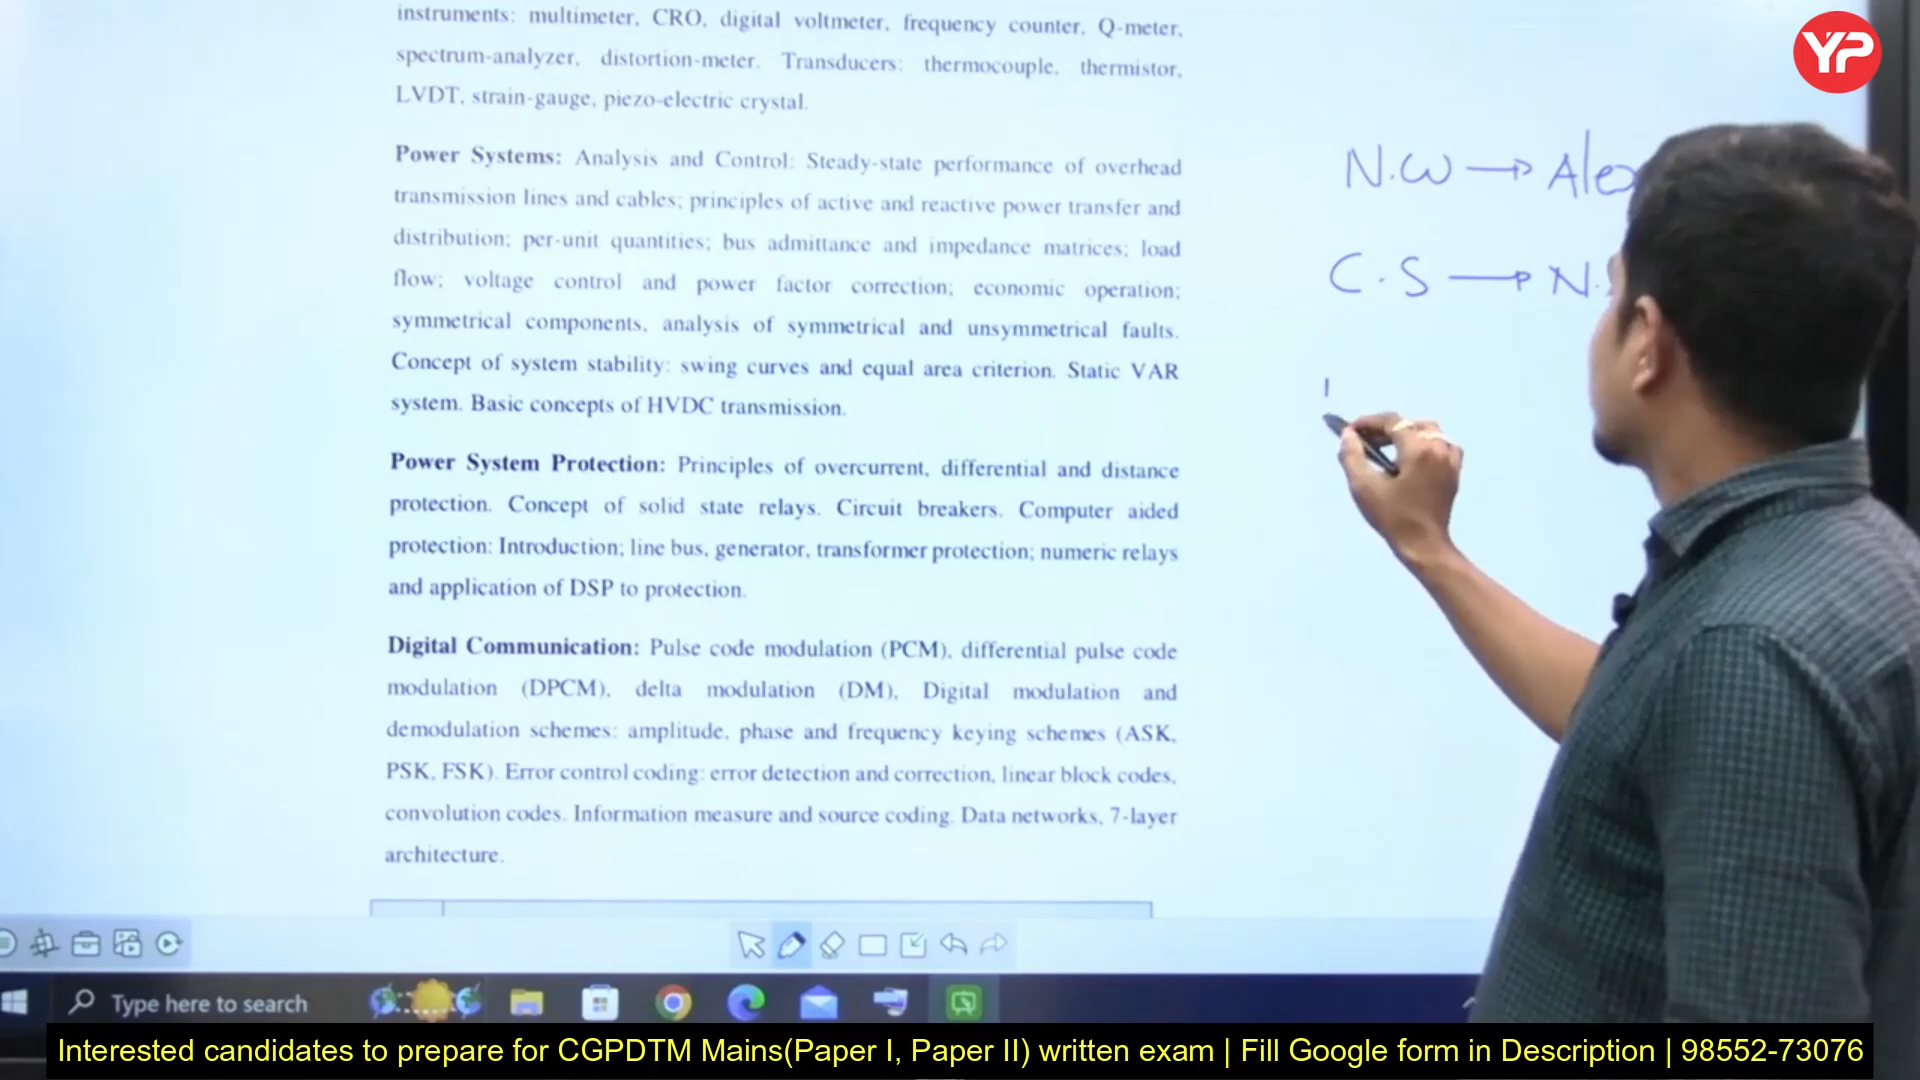 instruments: multimeter, CRO, digital voltmeter, frequency counter, Q-meter,
spectrum-analyzer, distortion-meter. Transducers: thermocouple, thermistor,
LVDT, strain-gauge, piezo-electric crystal.
Power Systems: Analysis and Control: Steady-state performance of overhead
transmission lines and cables; principles of active and reactive power transfer and
distribution; per-unit quantities; bus admittance and impedance matrices; load
flow; voltage control and power factor correction; economic operation;
symmetrical components, analysis of symmetrical and unsymmetrical faults.
Concept of system stability: swing curves and equal area criterion. Static VAR
system. Basic concepts of HVDC transmission.
Power System Protection: Principles of overcurrent, differential and distance
protection. Concept of solid state relays. Circuit breakers. Computer aided
protection: Introduction; line bus, generator, transformer protection; numeric relays
and application of DSP to protection.
Digital Communication: Pulse code modulation (PCM), differential pulse code
modulation (DPCM), delta modulation (DM), Digital modulation and
demodulation schemes: amplitude, phase and frequency keying schemes (ASK,
PSK, FSK). Error control coding: error detection and correction, linear block codes,
convolution codes. Information measure and source coding. Data networks, 7-layer
architecture.
YP
N.W → Alex
C.S → N.
Type here to search
Interested candidates to prepare for CGPDTM Mains(Paper I, Paper II) written exam | Fill Google form in Description | 98552-73076